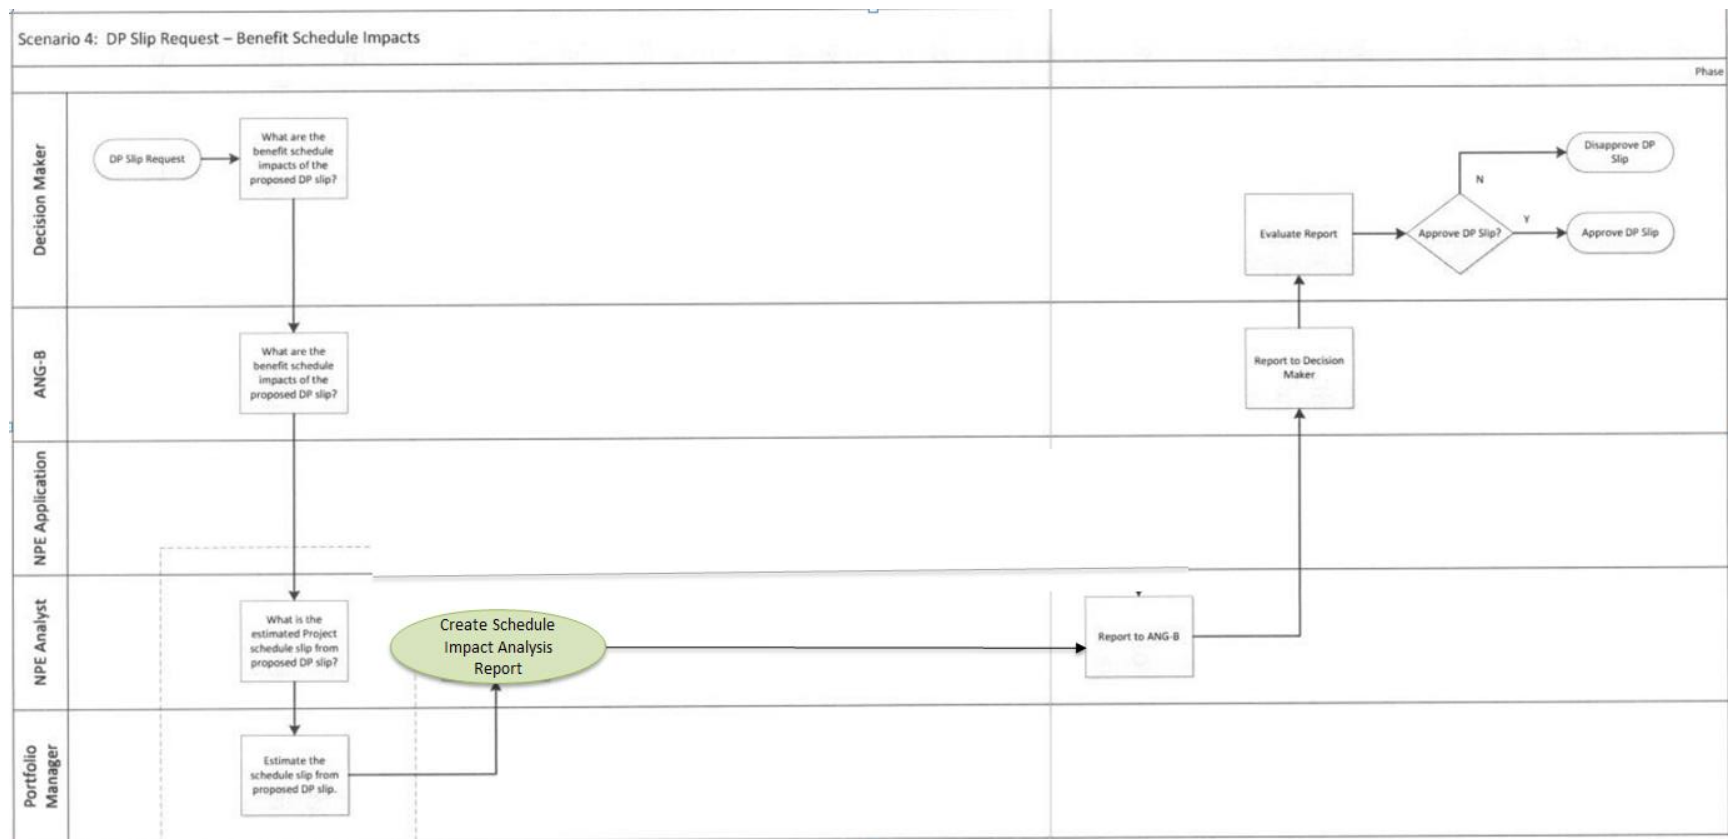 Scenario 4: DP Slip Request – Benefit Schedule Impacts
Phase
Decision Maker
DP Slip Request
What are the
benefit schedule
impacts of the
proposed DP slip?
Evaluate Report
Approve DP Slip?
N
Y
Disapprove DP
Slip
Approve DP Slip
ANG-B
What are the
benefit schedule
impacts of the
proposed DP slip?
Report to Decision
Maker
NPE Application
NPE Analyst
What is the
estimated Project
schedule slip from
proposed DP slip?
Create Schedule
Impact Analysis
Report
Report to ANG-B
Portfolio
Manager
Estimate the
schedule slip from
proposed DP slip.